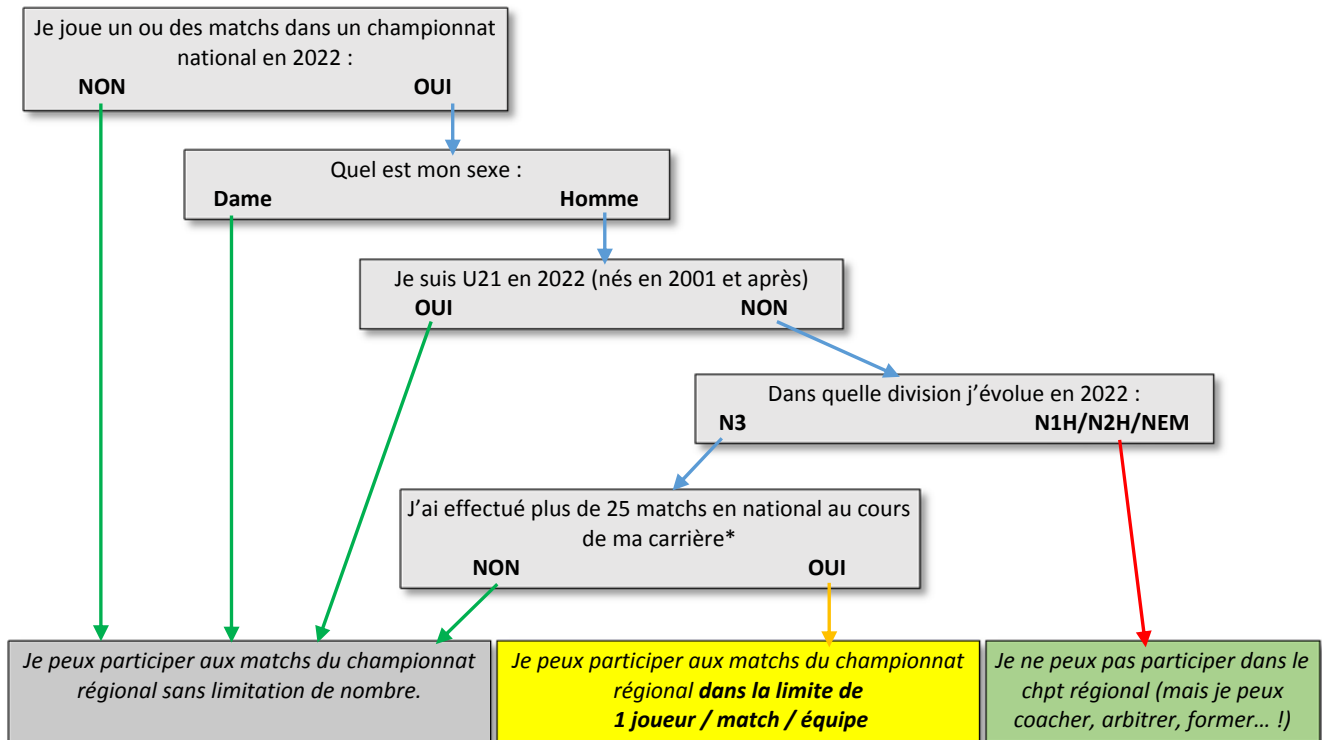 Je joue un ou des matchs dans un championnat
national en 2022 :
NON OUI
Quel est mon sexe :
Dame Homme
Je suis U21 en 2022 (nés en 2001 et après)
OUI NON
Dans quelle division j’évolue en 2022 :
N3 N1H/N2H/NEM
J’ai effectué plus de 25 matchs en national au cours
de ma carrière*
NON OUI
Je peux participer aux matchs du championnat
régional sans limitation de nombre.
Je peux participer aux matchs du championnat
régional dans la limite de
1 joueur / match / équipe
Je ne peux pas participer dans le
chpt régional (mais je peux
coacher, arbitrer, former… !)